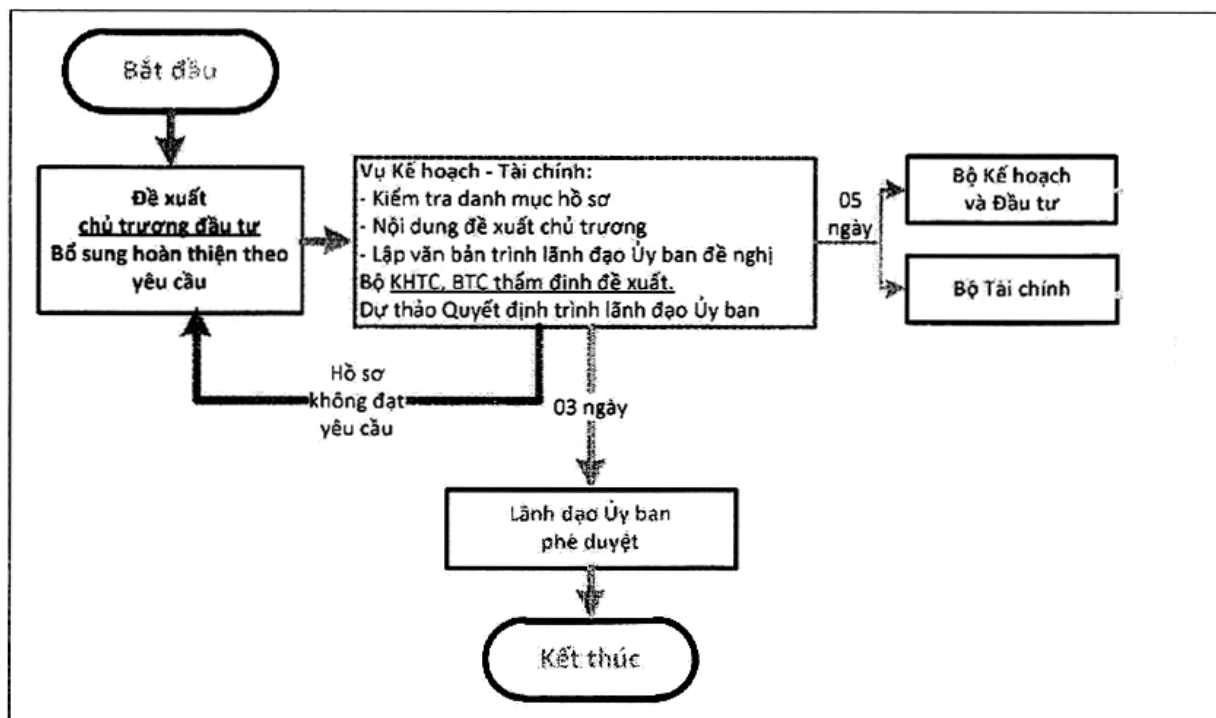 Bắt đầu
Đề xuất
chủ trương đầu tư
Bổ sung hoàn thiện theo
yêu cầu
Vụ Kế hoạch - Tài chính:
- Kiểm tra danh mục hồ sơ
- Nội dung đề xuất chủ trương
- Lập văn bản trình lãnh đạo Ủy ban đề nghị
Bộ KHTC, BTC thẩm định đề xuất.
Dự thảo Quyết định trình lãnh đạo Ủy ban
05
ngày
Bộ Kế hoạch
và Đầu tư
Bộ Tài chính
Hồ sơ
không đạt
yêu cầu
03 ngày
Lãnh đạo Ủy ban
phê duyệt
Kết thúc